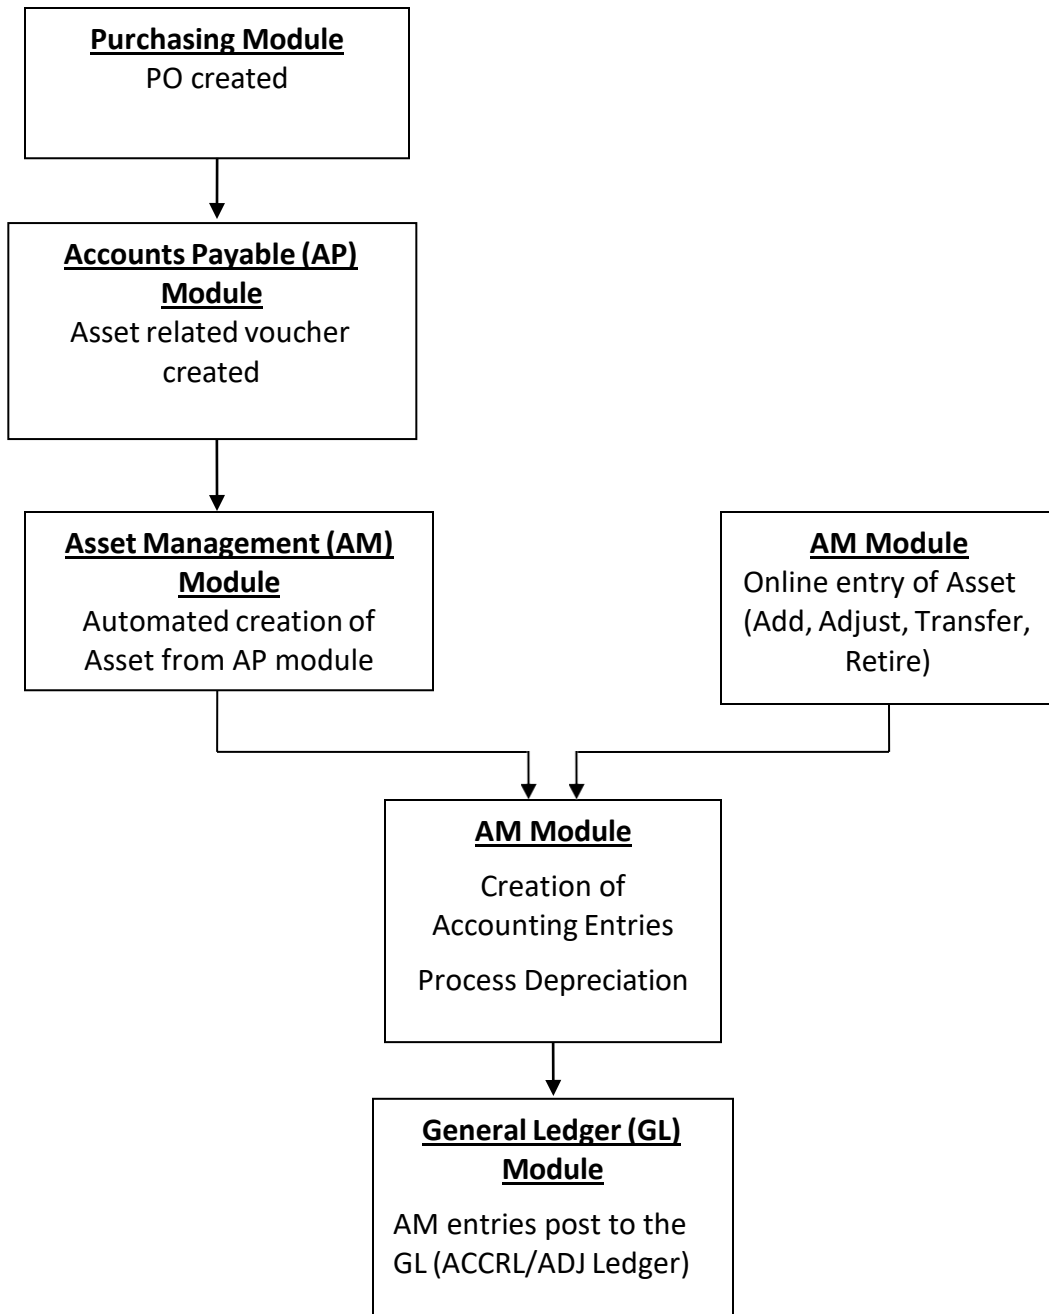 Purchasing Module
PO created
Accounts Payable (AP)
Module
Asset related voucher
created
Asset Management (AM)
Module
Automated creation of
Asset from AP module
AM Module
Online entry of Asset
(Add, Adjust, Transfer,
Retire)
AM Module
Creation of
Accounting Entries
Process Depreciation
General Ledger (GL)
Module
AM entries post to the
GL (ACCRL/ADJ Ledger)